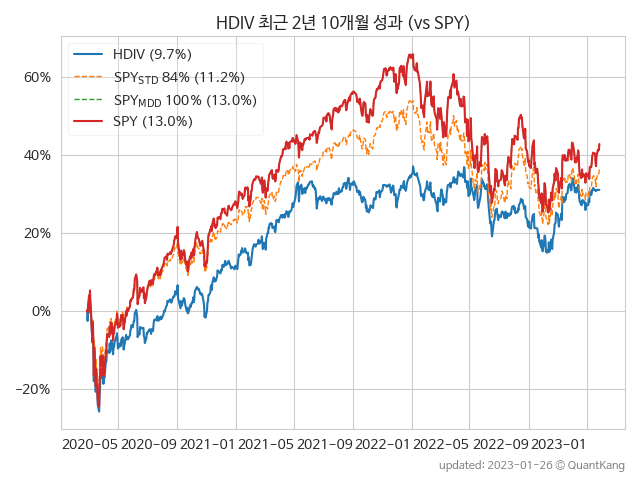 HDIV 최근 2년 10개월 성과 (vs SPY)
HDIV (9.7%)
SPY_STD 84% (11.2%)
SPY_MDD 100% (13.0%)
SPY (13.0%)
60%
40%
20%
0%
−20%
2020-05 2020-09 2021-01 2021-05 2021-09 2022-01 2022-05 2022-09 2023-01
updated: 2023-01-26 © QuantKang